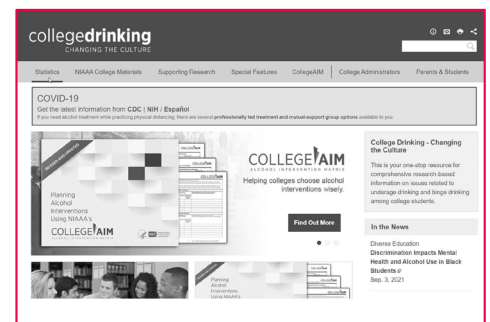 collegedrinking
CHANGING THE CULTURE
Statistics
NIAAA College Materials
Supporting Research
Special Features
CollegeAIM
College Administrators
Parents & Students
COVID-19
Get the latest information from CDC | NIH / Español
If you need alcohol treatment while practicing physical distancing, there are several professionally led treatment and mutual-support group options available to you
REVISED AND UPDATED
Planning
Alcohol
Interventions
Using NIAAA's
COLLEGE AIM
ALCOHOL INTERVENTION MATRIX
COLLEGE AIM
ALCOHOL INTERVENTION MATRIX
Helping colleges choose alcohol
interventions wisely.
Find Out More
College Drinking - Changing
the Culture
This is your one-stop resource for
comprehensive research-based
information on issues related to
underage drinking and binge drinking
among college students.
In the News
Diverse Education
Discrimination Impacts Mental
Health and Alcohol Use in Black
Students
Sep. 3, 2021
Planning
Alcohol
Interventions